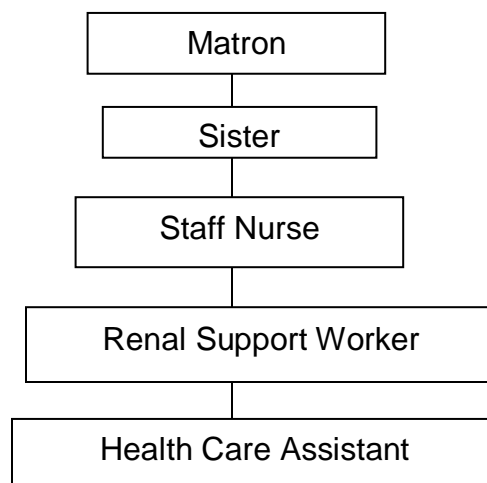 Matron
Sister
Staff Nurse
Renal Support Worker
Health Care Assistant